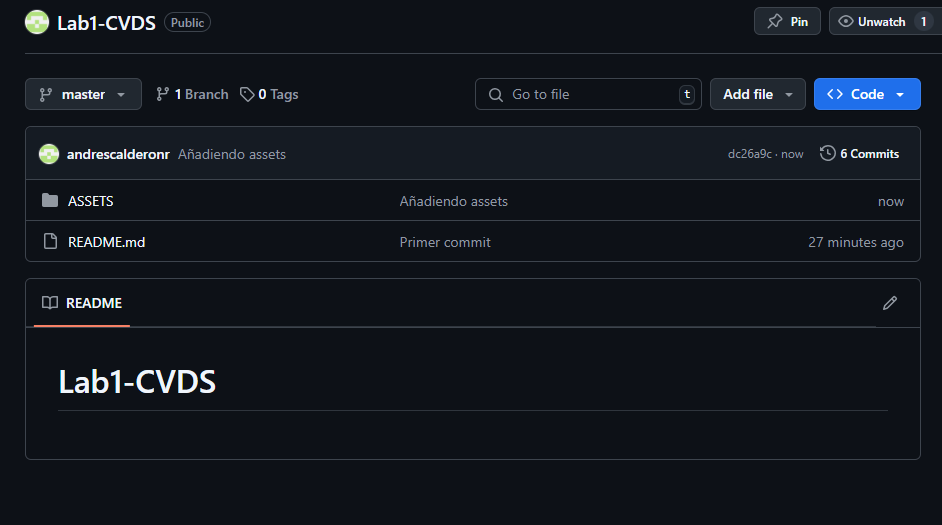 Lab1-CVDS Public Pin Unwatch 1
master 1 Branch 0 Tags Go to file t Add file Code
andrescalderonr Añadiendo assets dc26a9c · now 6 Commits
ASSETS Añadiendo assets now
README.md Primer commit 27 minutes ago
README
Lab1-CVDS